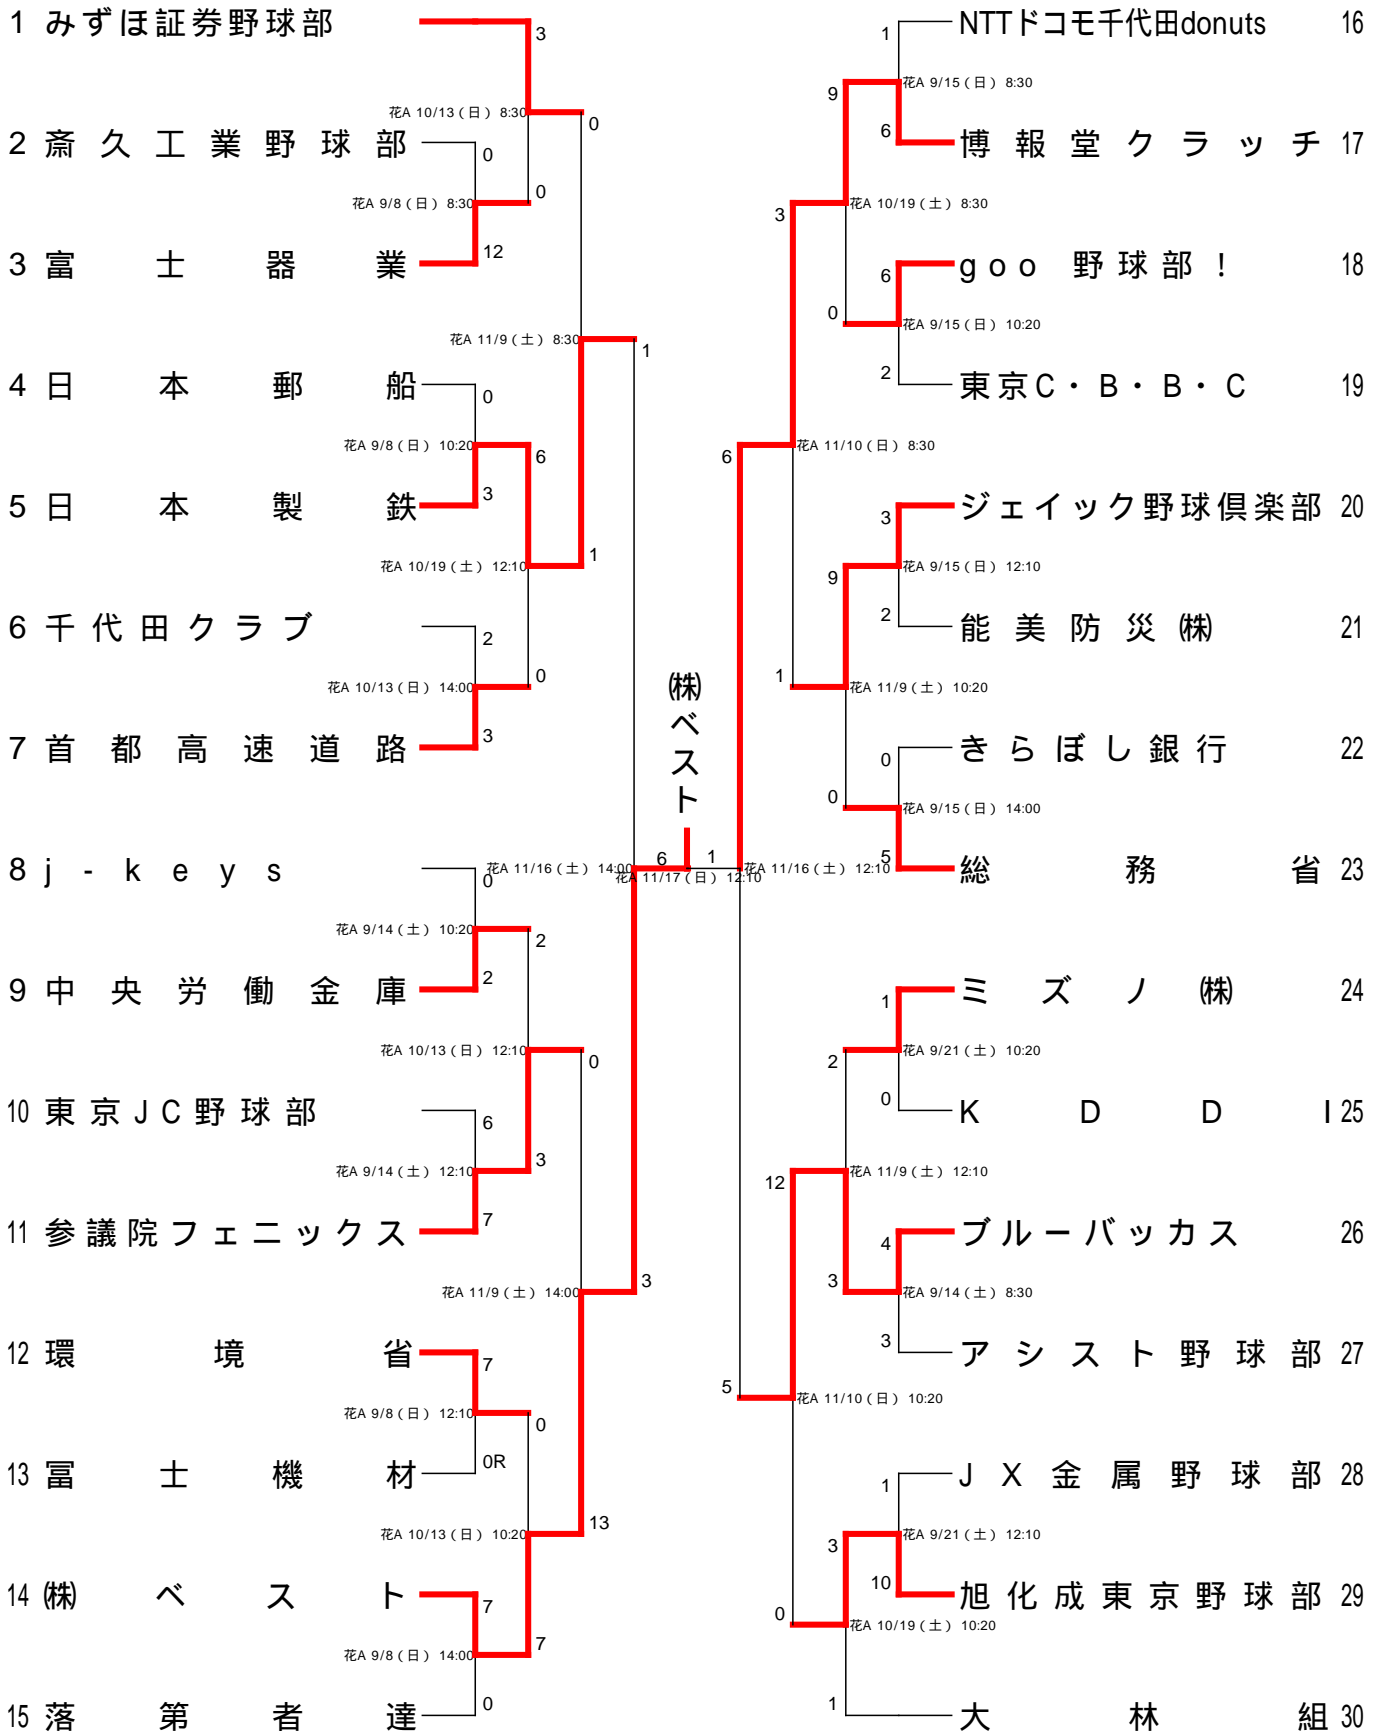 1 みずほ証券野球部
3
花A 10/13（日） 8:30
0
2 斎久工業野球部
0
花A 9/8（日） 8:30
0
3 富士器業
12
花A 11/9（土） 8:30
1
4 日本郵船
0
花A 9/8（日） 10:20
6
5 日本製鉄
3
花A 10/19（土） 12:10
1
6 千代田クラブ
2
花A 10/13（日） 14:00
0
7 首都高速道路
3
8 j-keys
0
花A 11/16（土） 14:00
花A 9/14（土） 10:20
2
9 中央労働金庫
2
花A 10/13（日） 12:10
0
10 東京JC野球部
6
花A 9/14（土） 12:10
3
11 参議院フェニックス
7
花A 11/9（土） 14:00
3
12 環境省
7
花A 9/8（日） 12:10
0
13 冨士機材
0R
花A 10/13（日） 10:20
13
14 ㈱ベスト
7
花A 9/8（日） 14:00
7
15 落第者達
0
㈱ベスト
6
1
花A 11/17（日） 12:10
1
NTTドコモ千代田donuts 16
9
花A 9/15（日） 8:30
6
博報堂クラッチ 17
3
花A 10/19（土） 8:30
6
goo 野球部！ 18
0
花A 9/15（日） 10:20
2
東京C・B・B・C 19
6
花A 11/10（日） 8:30
3
ジェイック野球倶楽部 20
9
花A 9/15（日） 12:10
2
能美防災㈱ 21
1
花A 11/9（土） 10:20
0
きらぼし銀行 22
0
花A 9/15（日） 14:00
5
総務省 23
花A 11/16（土） 12:10
1
ミズノ㈱ 24
2
花A 9/21（土） 10:20
0
KDDI 25
12
花A 11/9（土） 12:10
4
ブルーバッカス 26
3
花A 9/14（土） 8:30
3
アシスト野球部 27
5
花A 11/10（日） 10:20
1
JX金属野球部 28
3
花A 9/21（土） 12:10
10
旭化成東京野球部 29
0
花A 10/19（土） 10:20
1
大林組 30